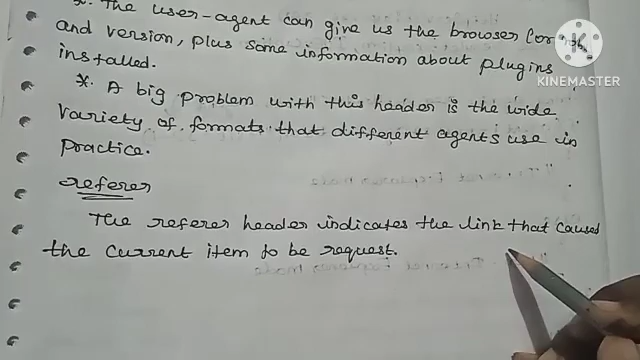 *. The user-agent can give us the browser (or
and version, plus some information about plugins
installed.
*. A big problem with this header is the wide
variety of formats that different agents use in
practice.
referer
The referer header indicates the link that caused
the current item to be request.
KINEMASTER